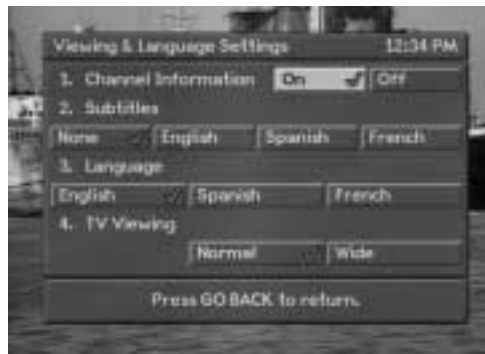 Viewing & Language Settings 12:34 PM
1. Channel Information On Off
2. Subtitles
None English Spanish French
3. Language
English Spanish French
4. TV Viewing
Normal Wide
Press GO BACK to return.